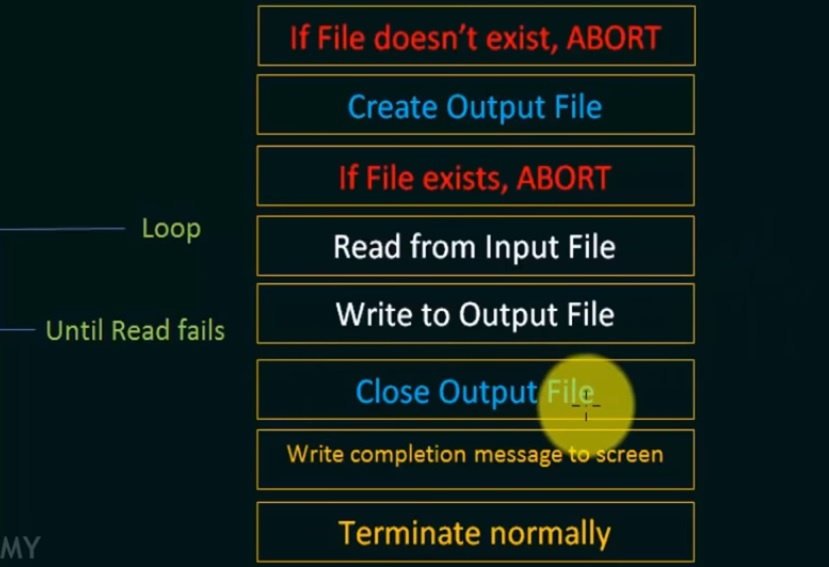 If File doesn't exist, ABORT
Create Output File
If File exists, ABORT
Loop
Read from Input File
Write to Output File
Until Read fails
Close Output File
Write completion message to screen
Terminate normally
MY